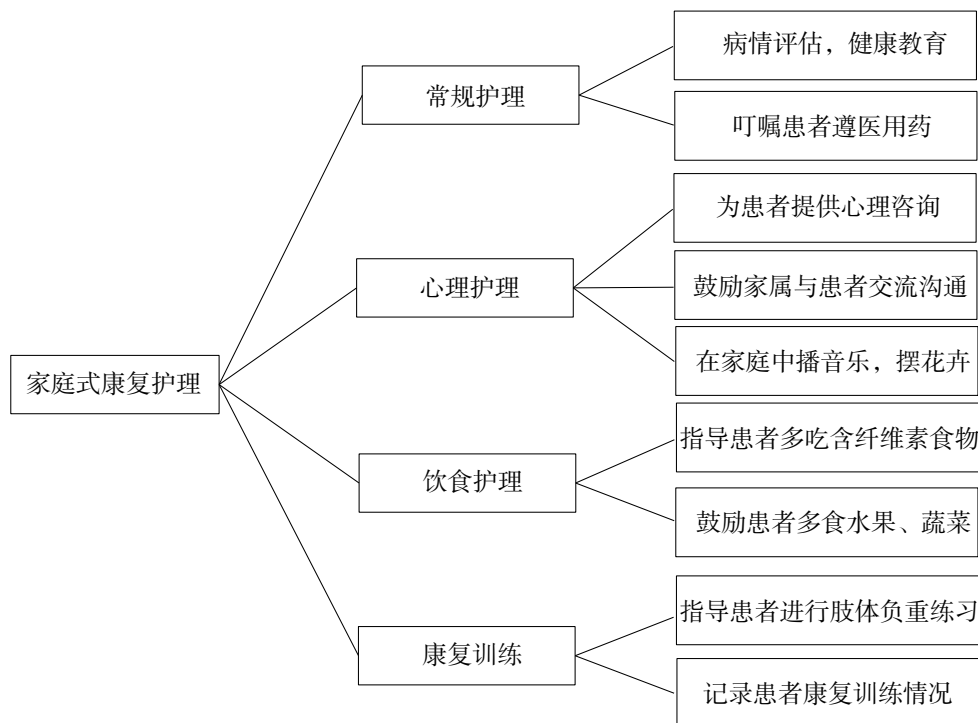 家庭式康复护理
常规护理
病情评估，健康教育
叮嘱患者遵医用药
心理护理
为患者提供心理咨询
鼓励家属与患者交流沟通
在家庭中播音乐，摆花卉
饮食护理
指导患者多吃含纤维素食物
鼓励患者多食水果、蔬菜
康复训练
指导患者进行肢体负重练习
记录患者康复训练情况